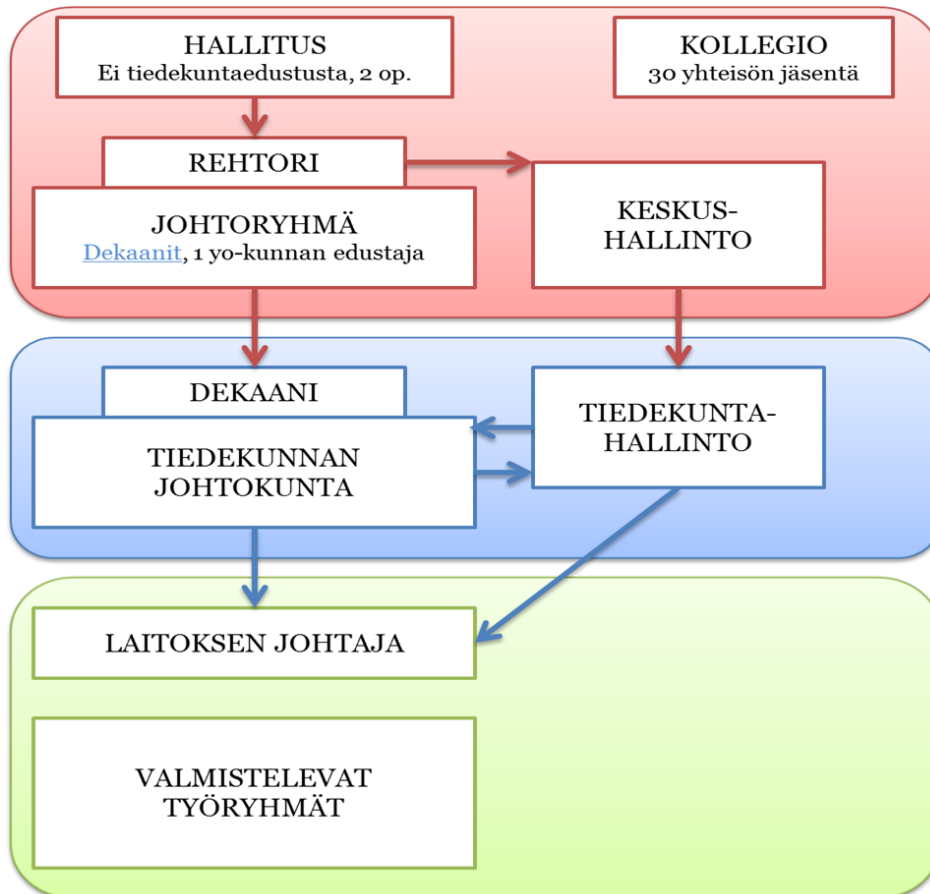 HALLITUS
Ei tiedekuntaedustusta, 2 op.
KOLLEGIO
30 yhteisön jäsentä
REHTORI
JOHTORYHMÄ
Dekaanit, 1 yo-kunnan edustaja
KESKUS-
HALLINTO
DEKAANI
TIEDEKUNNAN
JOHTOKUNTA
TIEDEKUNTA-
HALLINTO
LAITOKSEN JOHTAJA
VALMISTELEVAT
TYÖRYHMÄT